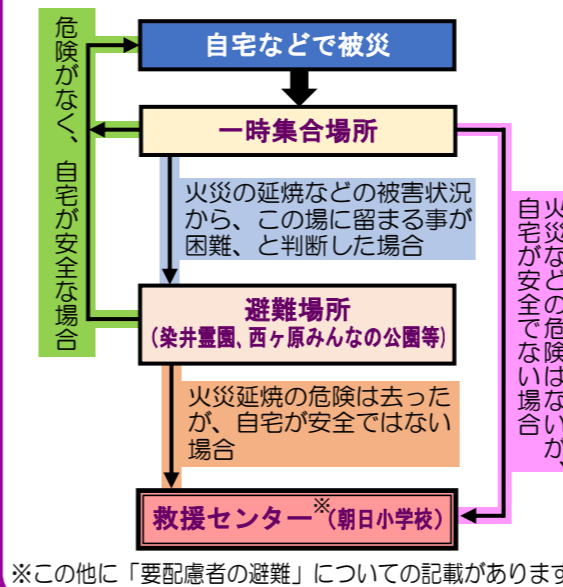 自宅などで被災
危険がなく、自宅が安全な場合
一時集合場所
火災の延焼などの被害状況
から、この場に留まる事が
困難、と判断した場合
火災などの危険はないが、
自宅が安全でない場合
避難場所
(染井霊園、西ヶ原みんなの公園等)
火災延焼の危険は去った
が、自宅が安全ではない
場合
救援センター※(朝日小学校)
※この他に「要配慮者の避難」についての記載があります